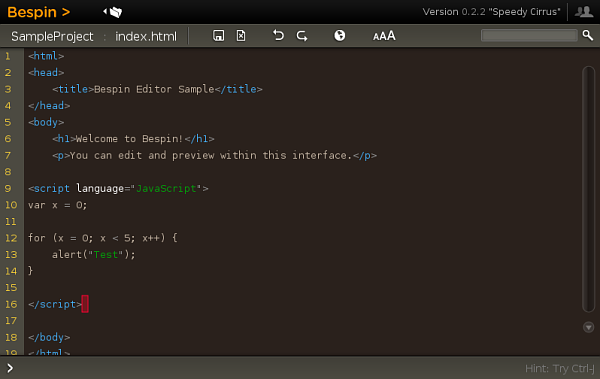 Bespin >
Version 0.2.2 "Speedy Cirrus"
SampleProject : index.html
AAA
1 <html>
2 <head>
3     <title>Bespin Editor Sample</title>
4 </head>
5 <body>
6     <h1>Welcome to Bespin!</h1>
7     <p>You can edit and preview within this interface.</p>
8
9 <script language="JavaScript">
10 var x = 0;
11
12 for (x = 0; x < 5; x++) {
13     alert("Test");
14 }
15
16 </script>
17
18 </body>
19 </html>
>
Hint: Try Ctrl-J